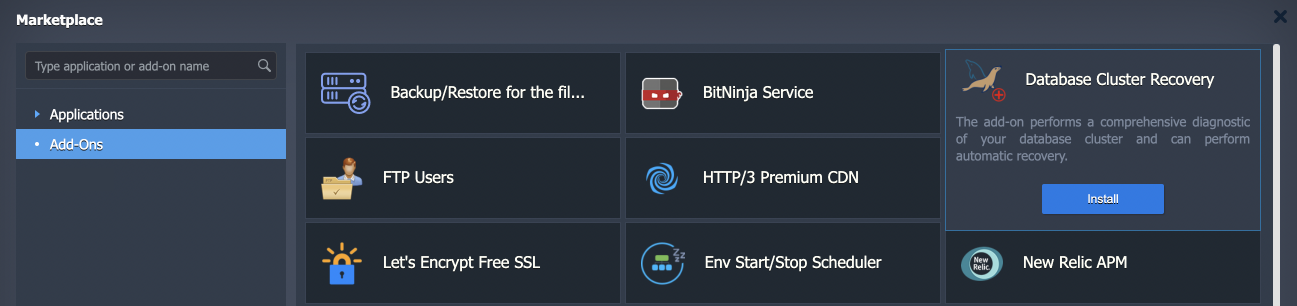 Marketplace
Type application or add-on name
Applications
Add-Ons
Backup/Restore for the fil...
BitNinja Service
Database Cluster Recovery
The add-on performs a comprehensive diagnostic
of your database cluster and can perform
automatic recovery.
Install
FTP Users
HTTP/3 Premium CDN
Let's Encrypt Free SSL
Env Start/Stop Scheduler
New
Relic.
New Relic APM